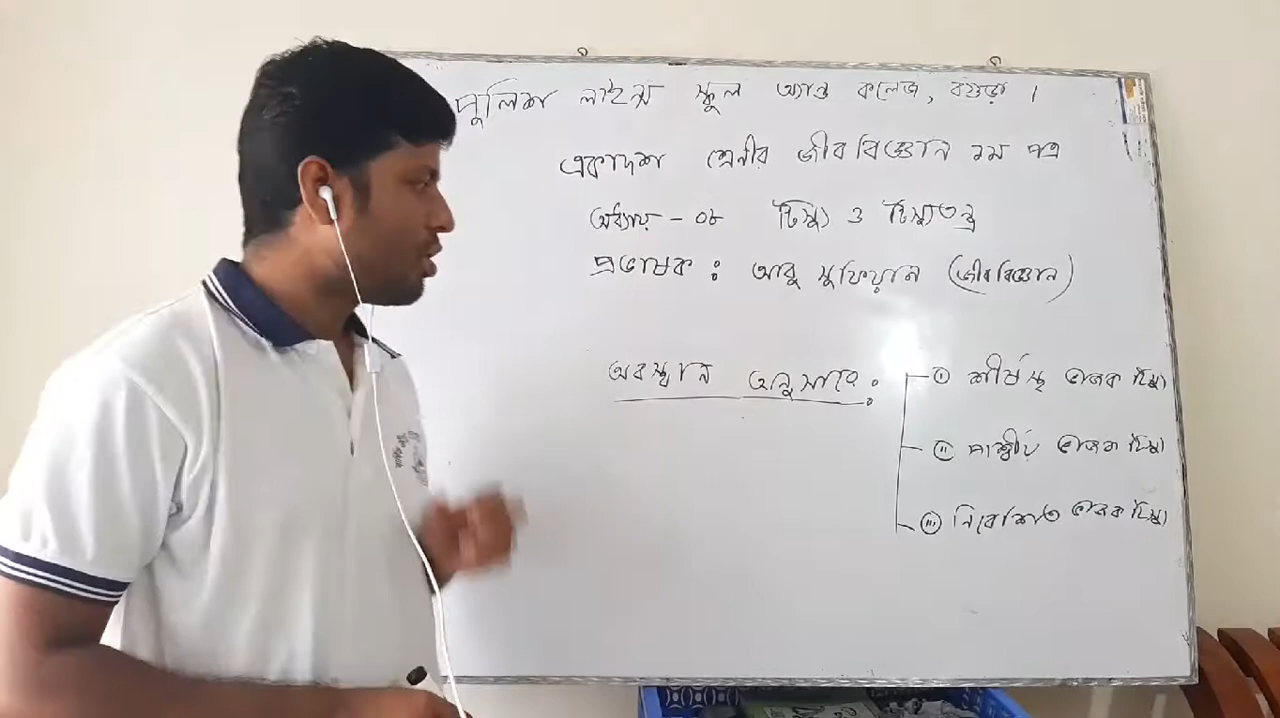 পুলিশ লাইন্স স্কুল অ্যান্ড কলেজ, বগুড়া ।
একাদশ শ্রেনীর জীববিজ্ঞান ১ম পত্র
অধ্যায় - ০৮ টিস্যু ও টিস্যুতন্ত্র
প্রভাষক : আবু সুফিয়ান (জীববিজ্ঞান)
অবস্থান অনুসারে :
i শীর্ষস্থ ভাজক টিস্যু
ii পার্শ্বীয় ভাজক টিস্যু
iii নিবেশিত ভাজক টিস্যু